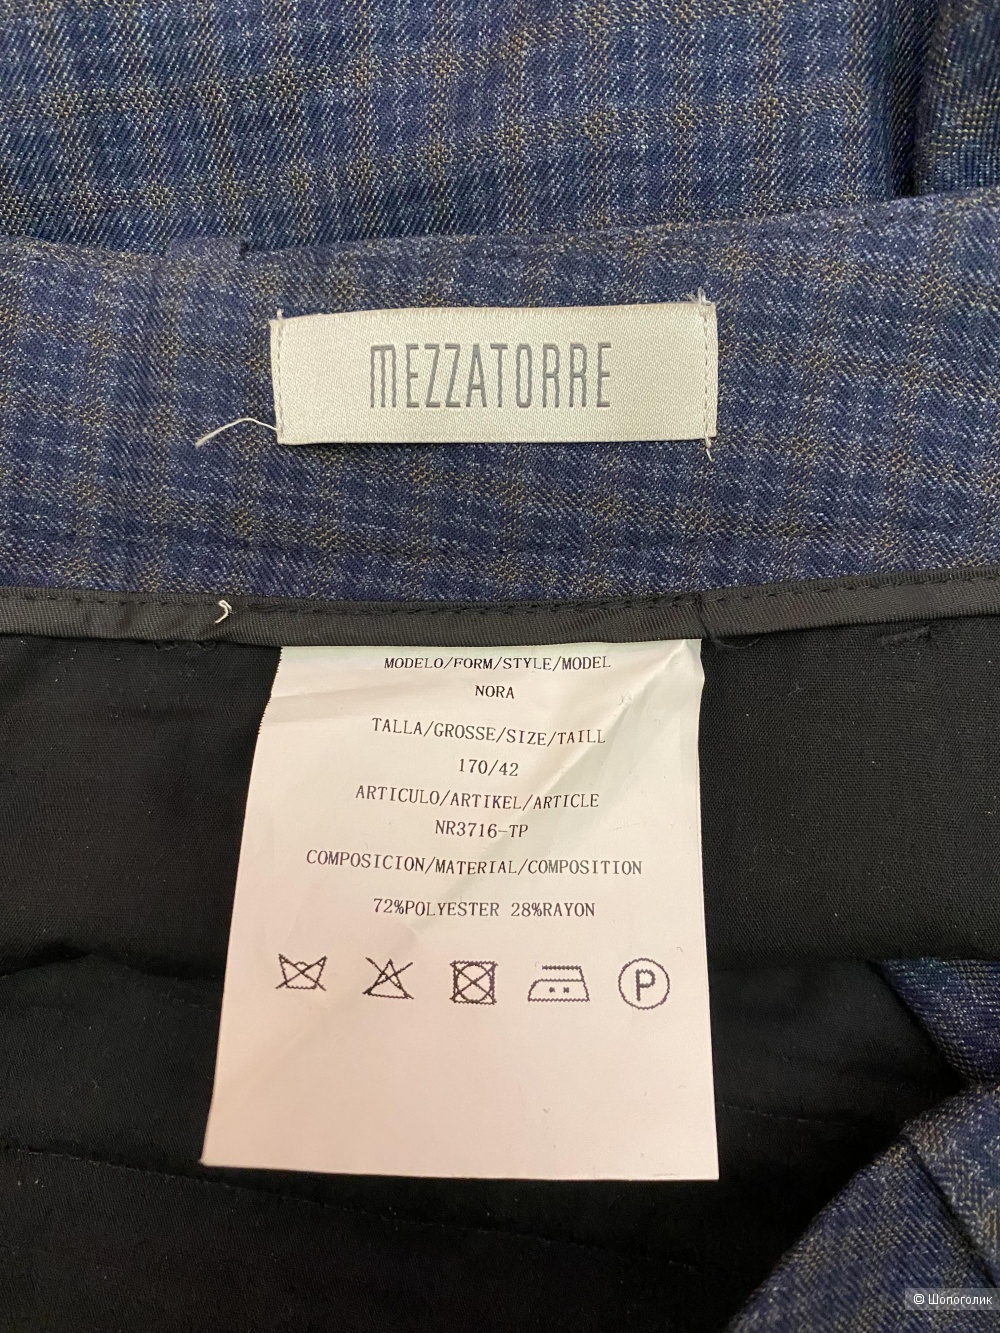 MEZZATORRE
MODELO/FORM/STYLE/MODEL
NORA
TALLA/GROSSE/SIZE/TAILL
170/42
ARTICULO/ARTIKEL/ARTICLE
NR3716-TP
COMPOSICION/MATERIAL/COMPOSITION
72%POLYESTER 28%RAYON
P
© Шопоголик